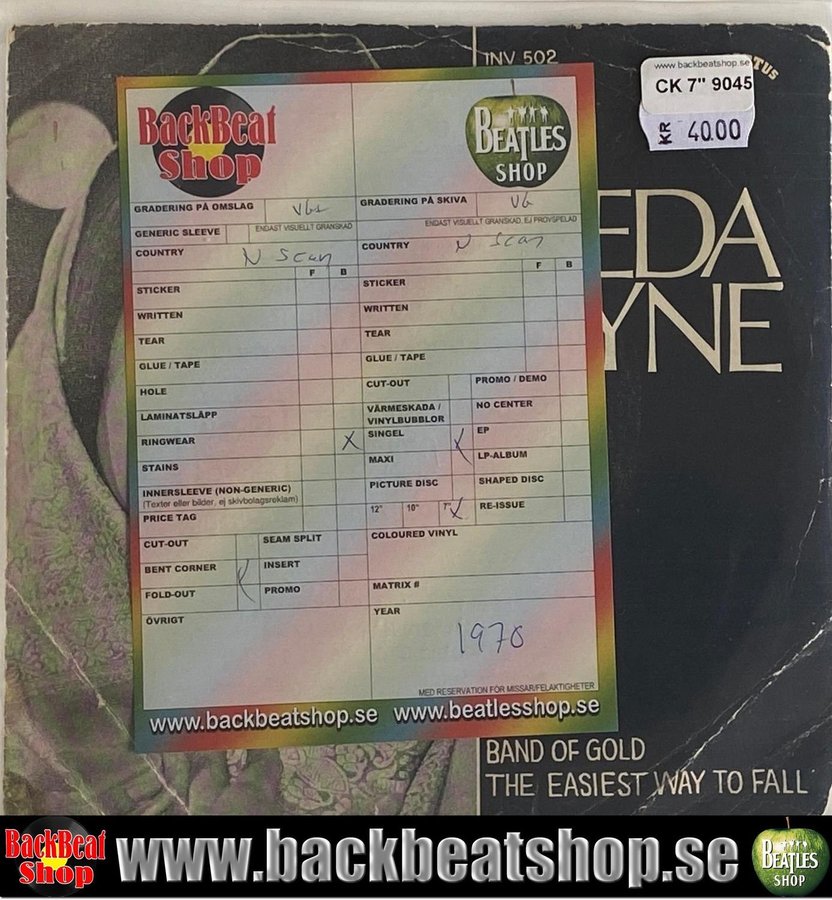 INV 502
TUS
www.backbeatshop.se
CK 7" 9045
KR 40.00
EDA
YNE
BackBeat
Shop
BEATLES
SHOP
GRADERING PÅ OMSLAG
GRADERING PÅ SKIVA
VG
GENERIC SLEEVE
ENDAST VISUELLT GRANSKAD
ENDAST VISUELLT GRANSKAD, EJ PROVSPELAD
COUNTRY
N Scan
COUNTRY
N Scan
F B
F B
STICKER
STICKER
WRITTEN
WRITTEN
TEAR
TEAR
GLUE / TAPE
GLUE / TAPE
HOLE
CUT-OUT
PROMO / DEMO
LAMINATSLÄPP
VÄRMESKADA /
VINYLBUBBLOR
NO CENTER
RINGWEAR
X
SINGEL
X
EP
STAINS
MAXI
LP-ALBUM
INNERSLEEVE (NON-GENERIC)
(Texter eller bilder, ej skivbolagsreklam)
PICTURE DISC
SHAPED DISC
PRICE TAG
12"
10"
7"
X
RE-ISSUE
CUT-OUT
SEAM SPLIT
COLOURED VINYL
BENT CORNER
INSERT
FOLD-OUT
PROMO
MATRIX #
ÖVRIGT
YEAR
1970
MED RESERVATION FÖR MISSAR/FELAKTIGHETER
www.backbeatshop.se www.beatlesshop.se
BAND OF GOLD
THE EASIEST WAY TO FALL
BackBeat
Shop
www.backbeatshop.se
BEATLES
SHOP